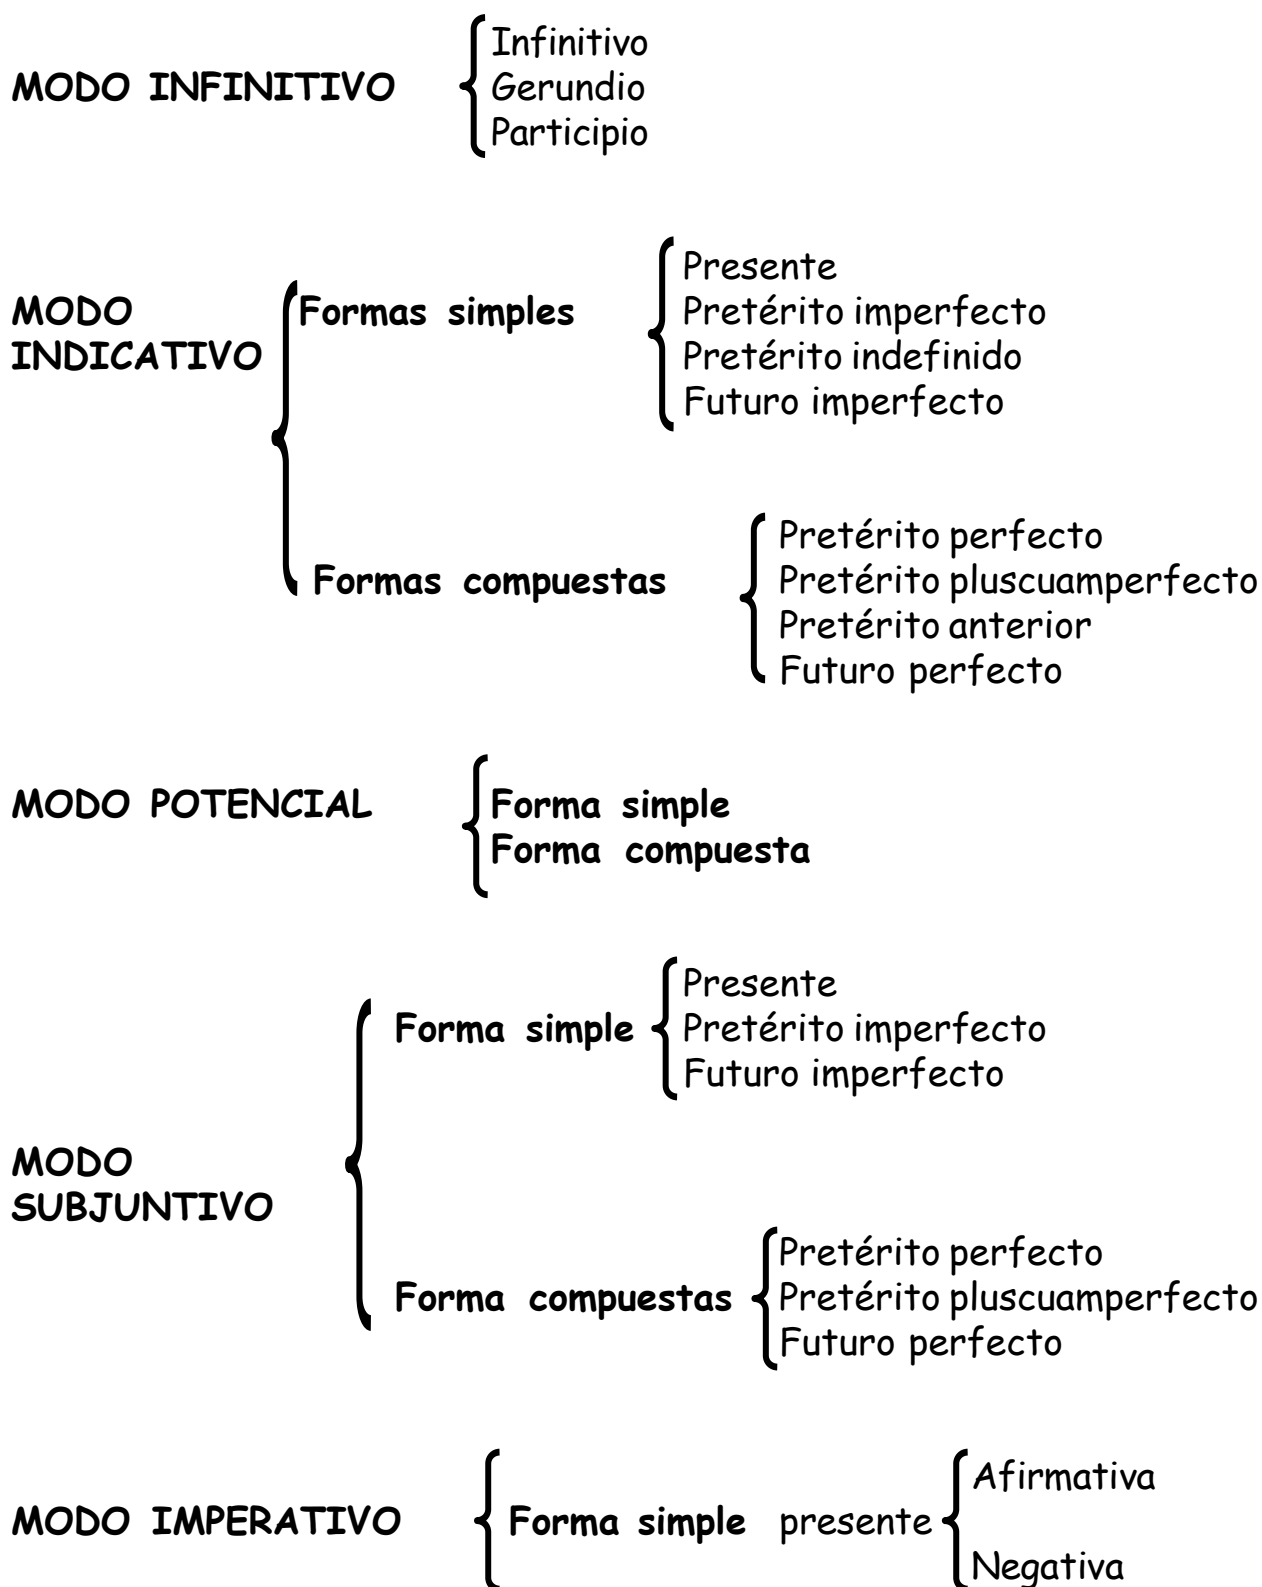 Infinitivo
MODO INFINITIVO Gerundio
Participio
Presente
MODO Formas simples Pretérito imperfecto
INDICATIVO Pretérito indefinido
Futuro imperfecto
Pretérito perfecto
Formas compuestas Pretérito pluscuamperfecto
Pretérito anterior
Futuro perfecto
MODO POTENCIAL Forma simple
Forma compuesta
Presente
Forma simple Pretérito imperfecto
Futuro imperfecto
MODO
SUBJUNTIVO
Pretérito perfecto
Forma compuestas Pretérito pluscuamperfecto
Futuro perfecto
Afirmativa
MODO IMPERATIVO Forma simple presente
Negativa